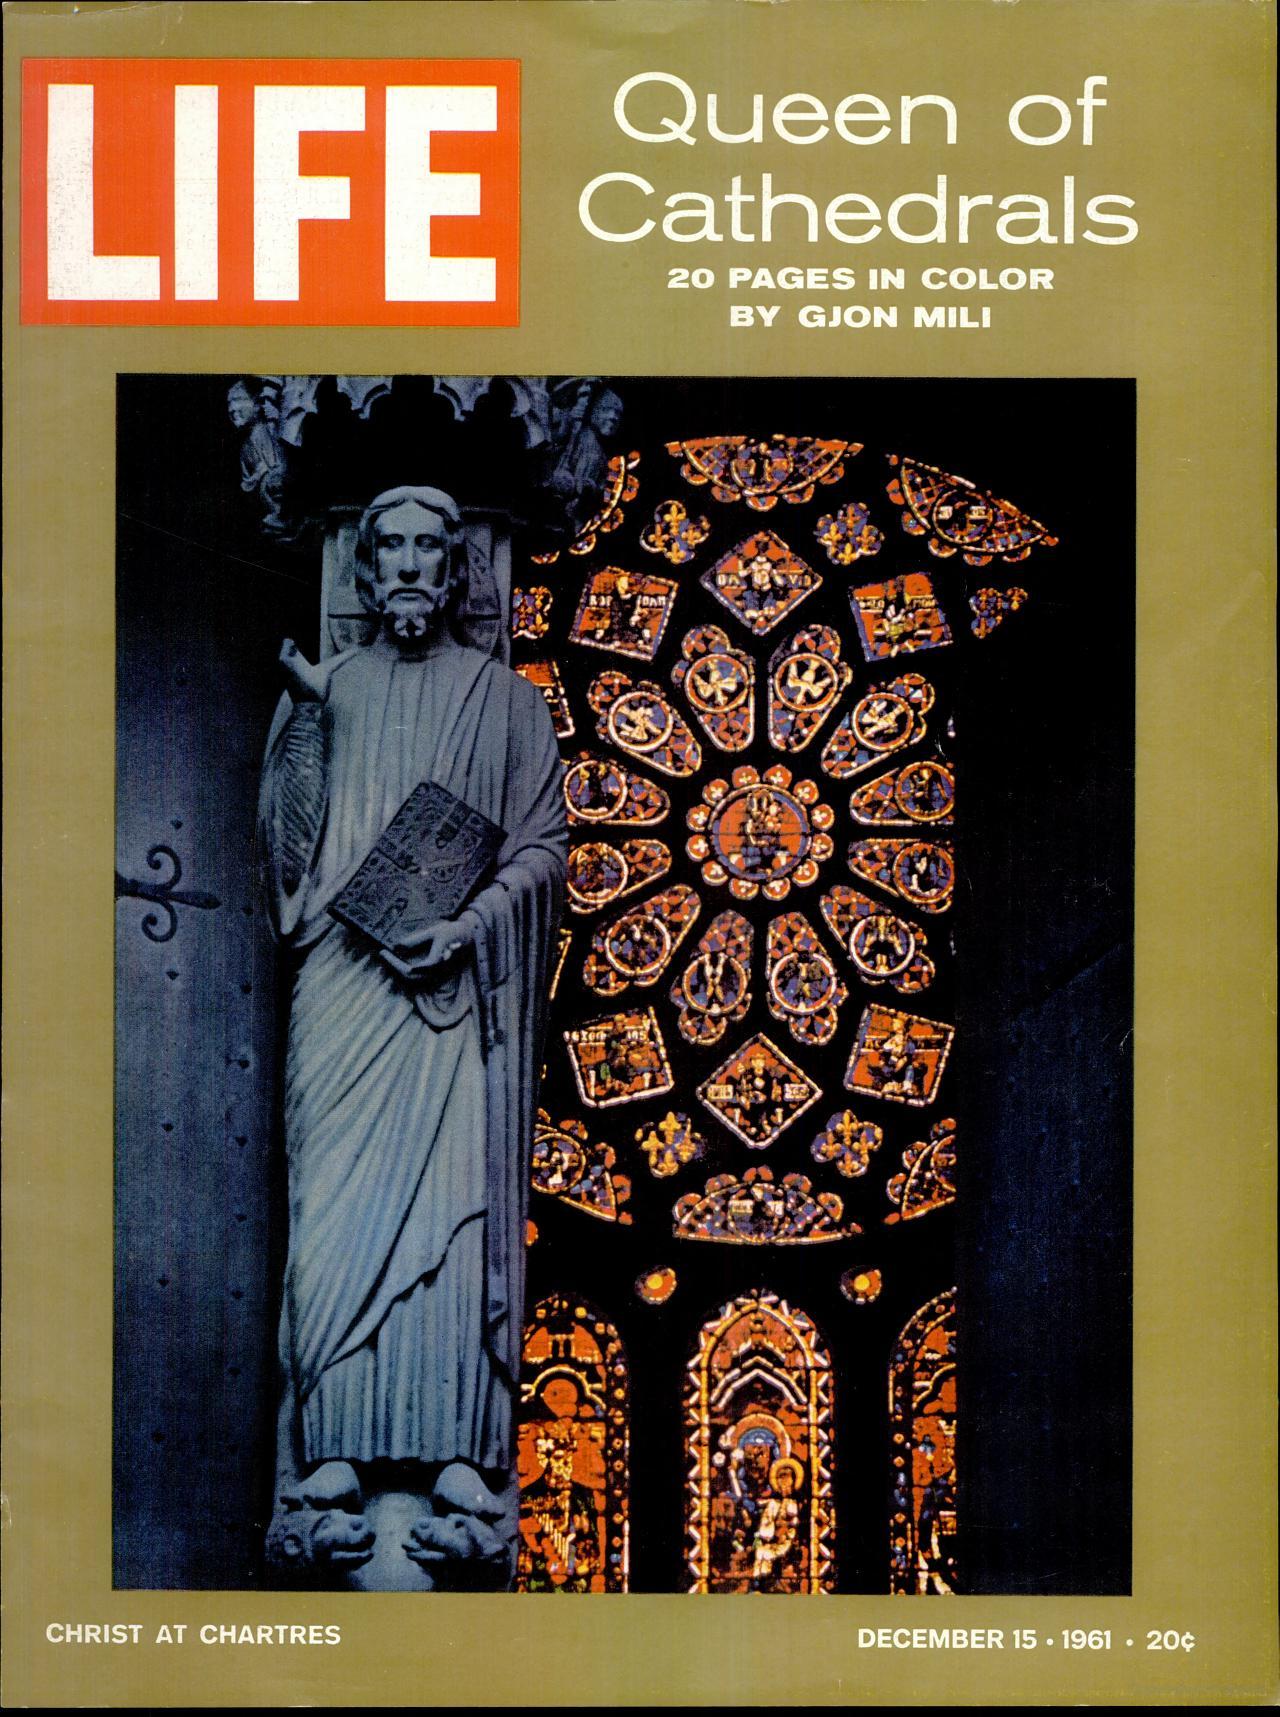 LIFE
Queen of
Cathedrals
20 PAGES IN COLOR
BY GJON MILI
CHRIST AT CHARTRES
DECEMBER 15 • 1961 • 20¢